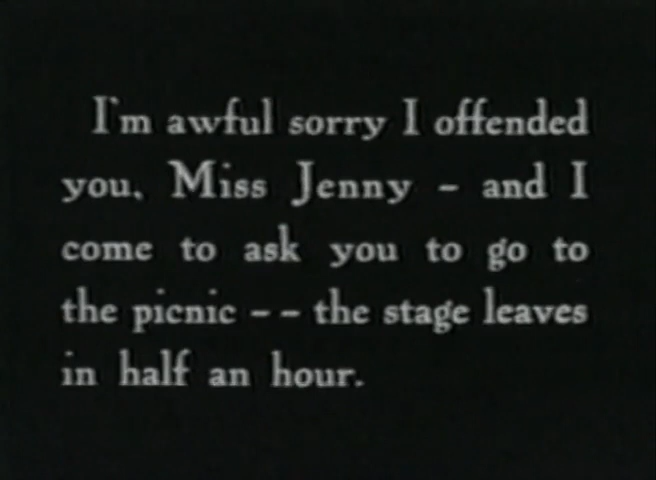 I'm awful sorry I offended
you, Miss Jenny - and I
come to ask you to go to
the picnic -- the stage leaves
in half an hour.